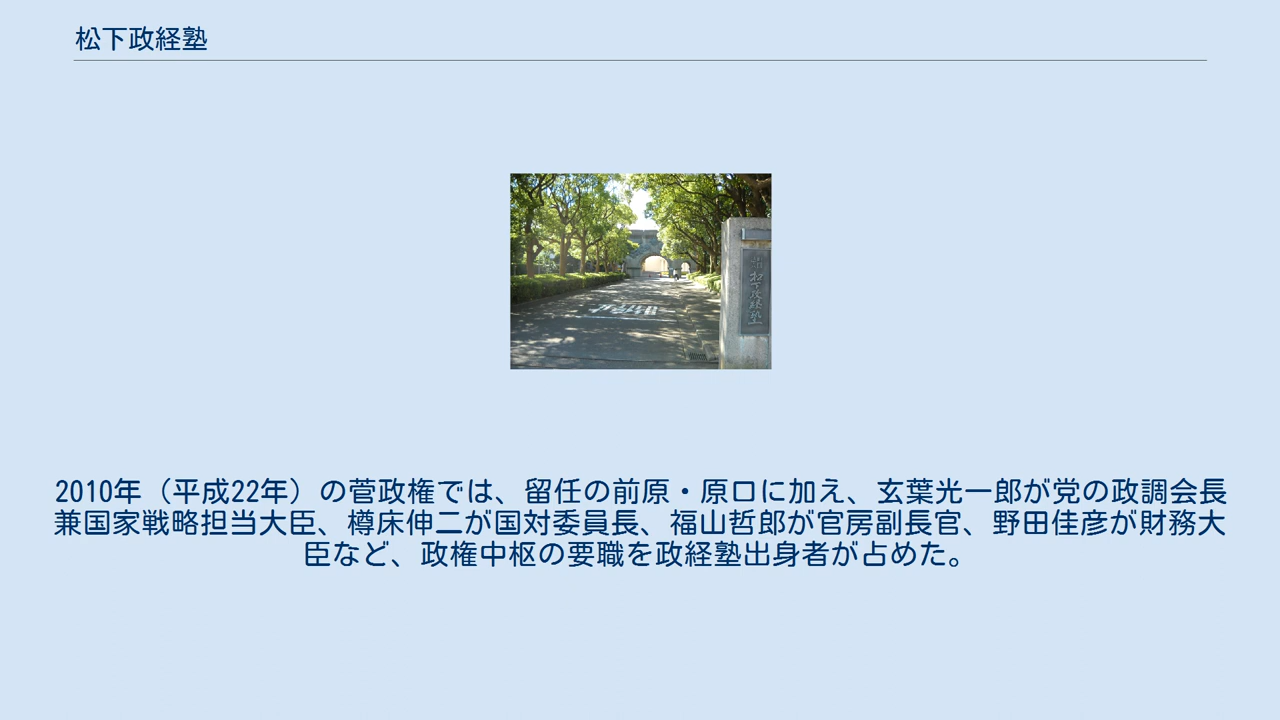 松下政経塾
松下政経塾
2010年（平成22年）の菅政権では、留任の前原・原口に加え、玄葉光一郎が党の政調会長
兼国家戦略担当大臣、樽床伸二が国対委員長、福山哲郎が官房副長官、野田佳彦が財務大
臣など、政権中枢の要職を政経塾出身者が占めた。